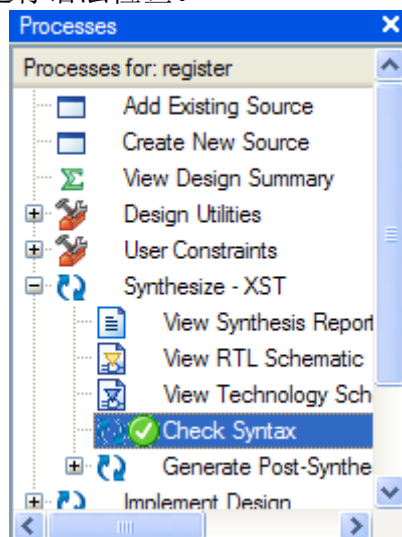 Processes
Processes for: register
Add Existing Source
Create New Source
View Design Summary
Design Utilities
User Constraints
Synthesize - XST
View Synthesis Report
View RTL Schematic
View Technology Sch
Check Syntax
Generate Post-Synthe
Implement Design